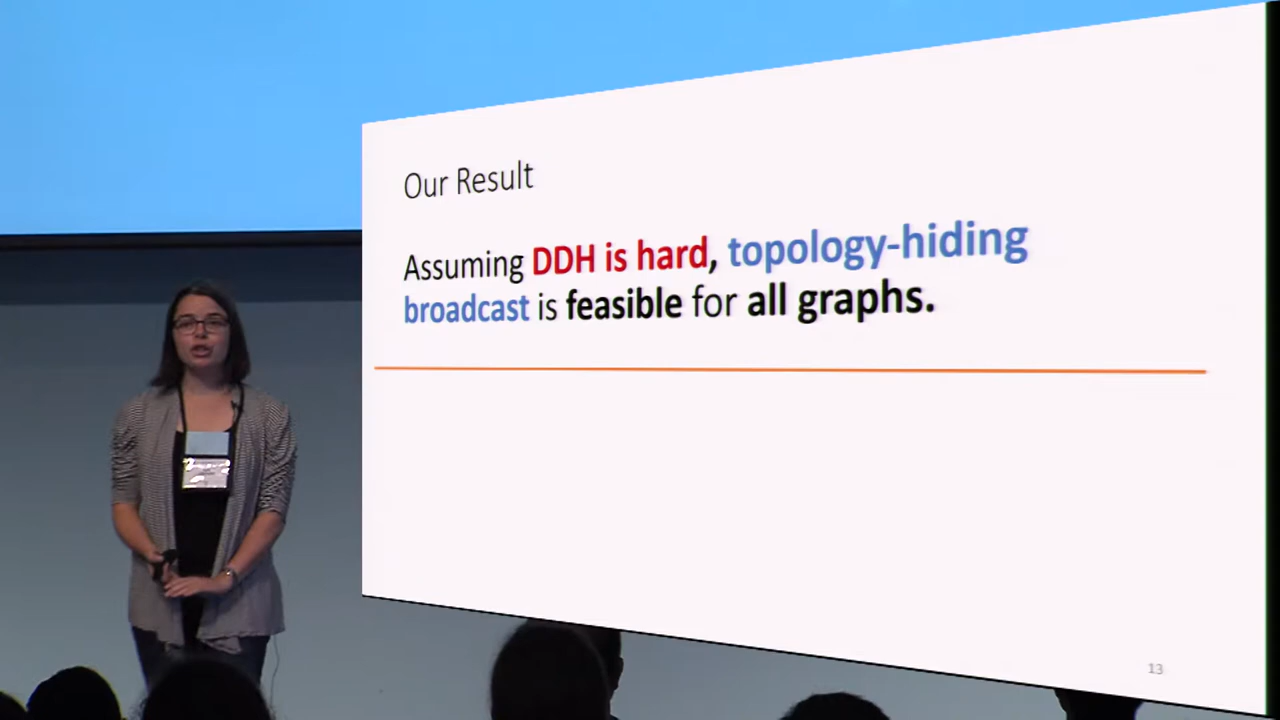 Our Result
Assuming DDH is hard, topology-hiding
broadcast is feasible for all graphs.
13